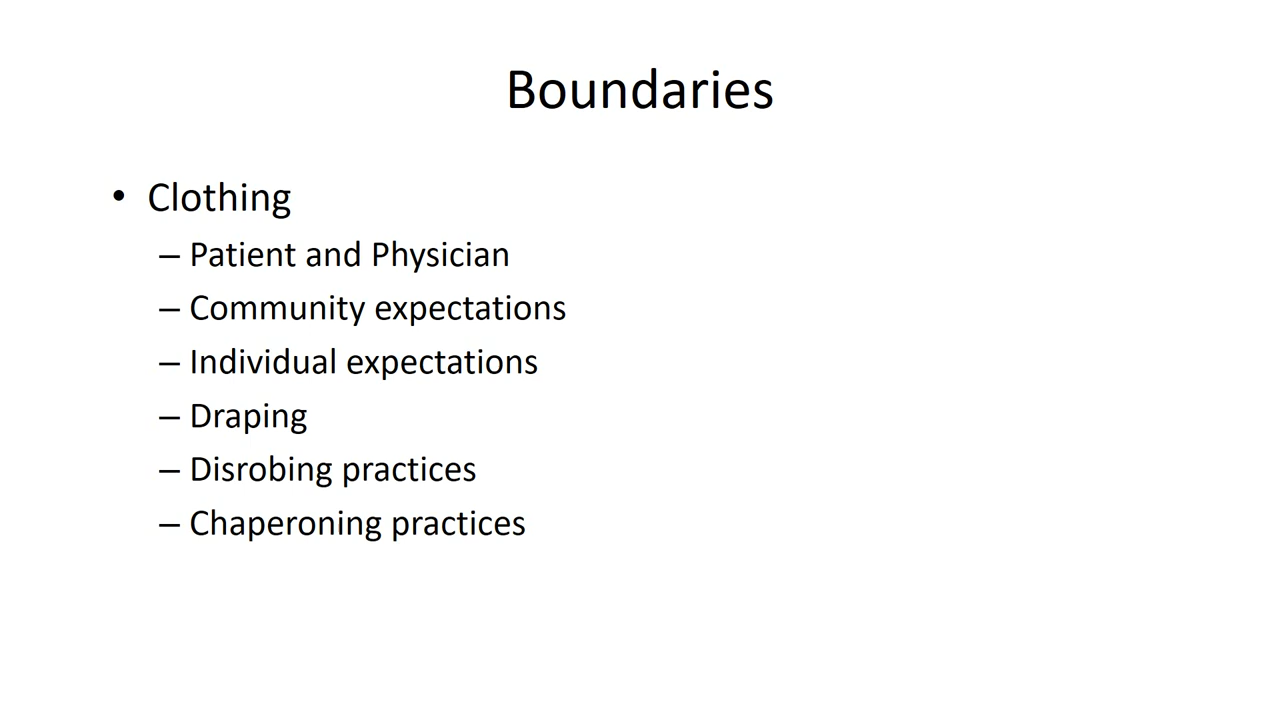 Boundaries
• Clothing
– Patient and Physician
– Community expectations
– Individual expectations
– Draping
– Disrobing practices
– Chaperoning practices